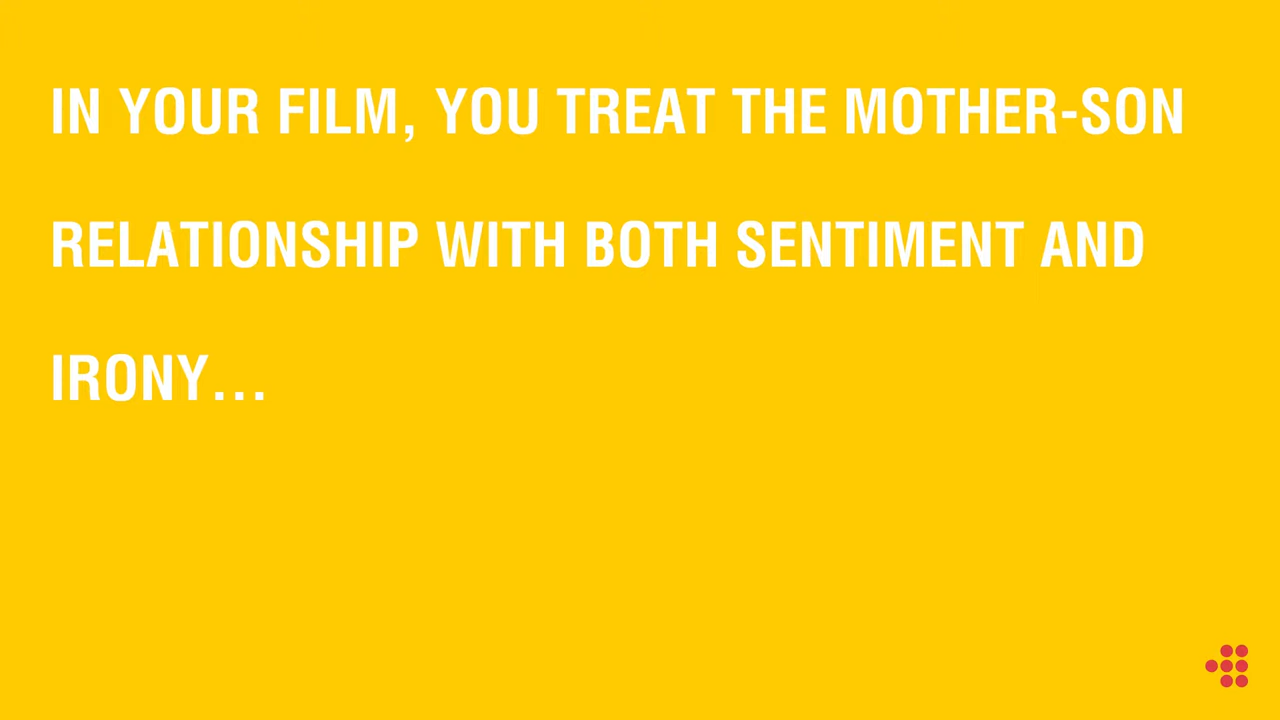 IN YOUR FILM, YOU TREAT THE MOTHER-SON
RELATIONSHIP WITH BOTH SENTIMENT AND
IRONY…